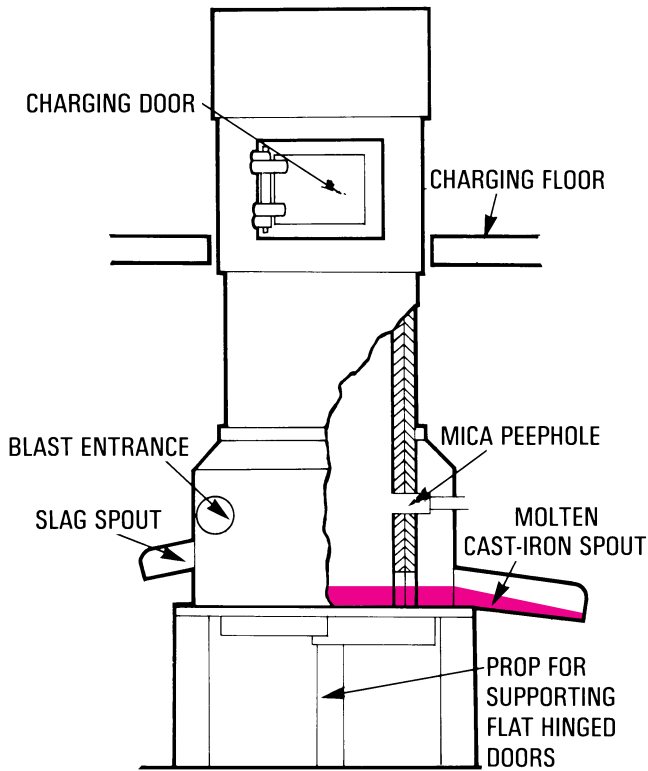 CHARGING DOOR
CHARGING FLOOR
BLAST ENTRANCE
MICA PEEPHOLE
SLAG SPOUT
MOLTEN
CAST-IRON SPOUT
PROP FOR
SUPPORTING
FLAT HINGED
DOORS